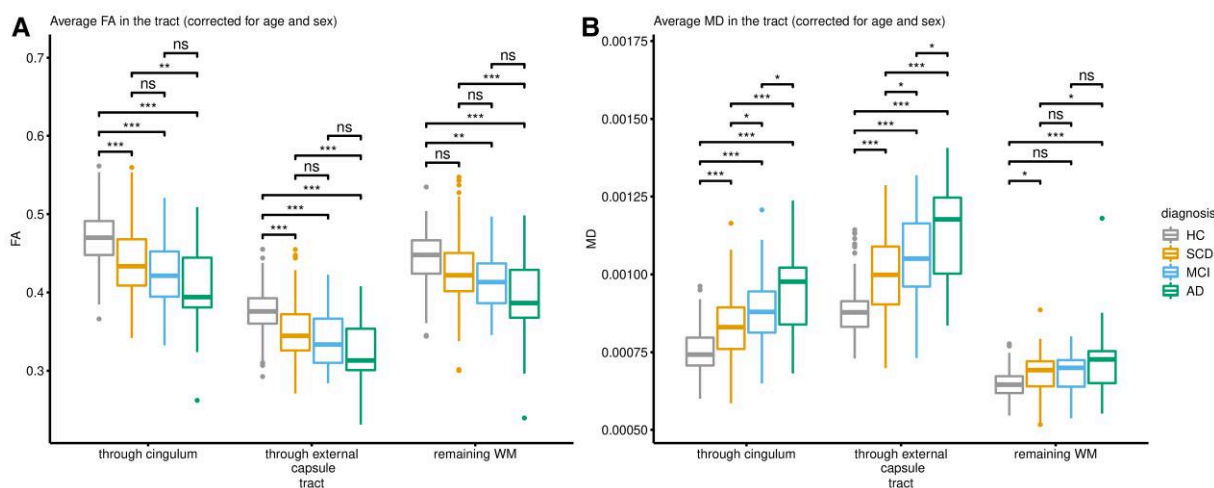 A
Average FA in the tract (corrected for age and sex)
0.7
0.6
0.5
0.4
0.3
FA
ns
**
ns
***
***
***
ns
***
ns
***
***
***
ns
***
ns
***
**
ns
through cingulum
through external
capsule
remaining WM
tract
B
Average MD in the tract (corrected for age and sex)
0.00175
0.00150
0.00125
0.00100
0.00075
0.00050
MD
*
***
*
***
***
***
*
***
*
***
***
***
ns
*
ns
***
ns
*
through cingulum
through external
capsule
remaining WM
tract
diagnosis
HC
SCD
MCI
AD